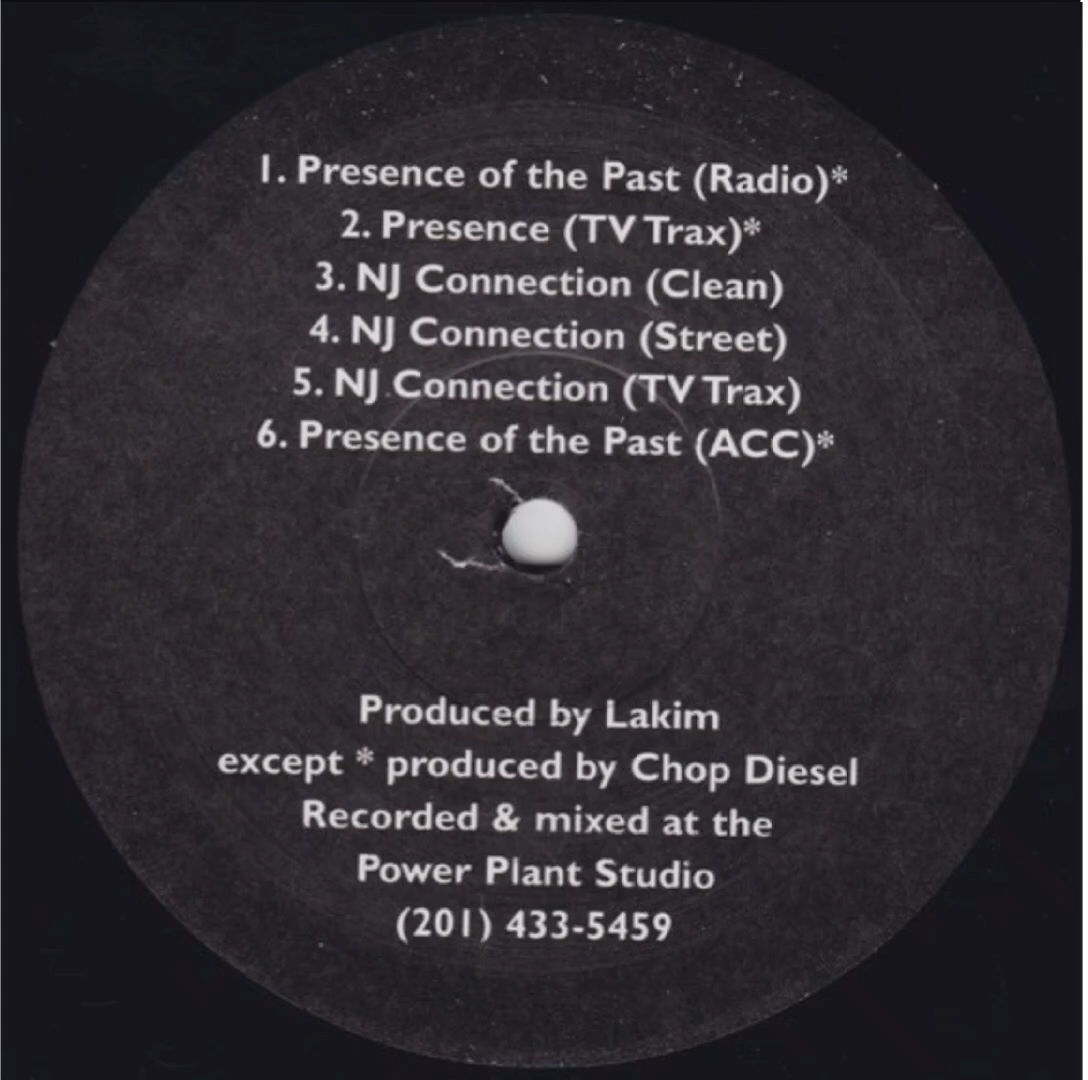 1. Presence of the Past (Radio)*
2. Presence (TV Trax)*
3. NJ Connection (Clean)
4. NJ Connection (Street)
5. NJ Connection (TV Trax)
6. Presence of the Past (ACC)*
Produced by Lakim
except * produced by Chop Diesel
Recorded & mixed at the
Power Plant Studio
(201) 433-5459